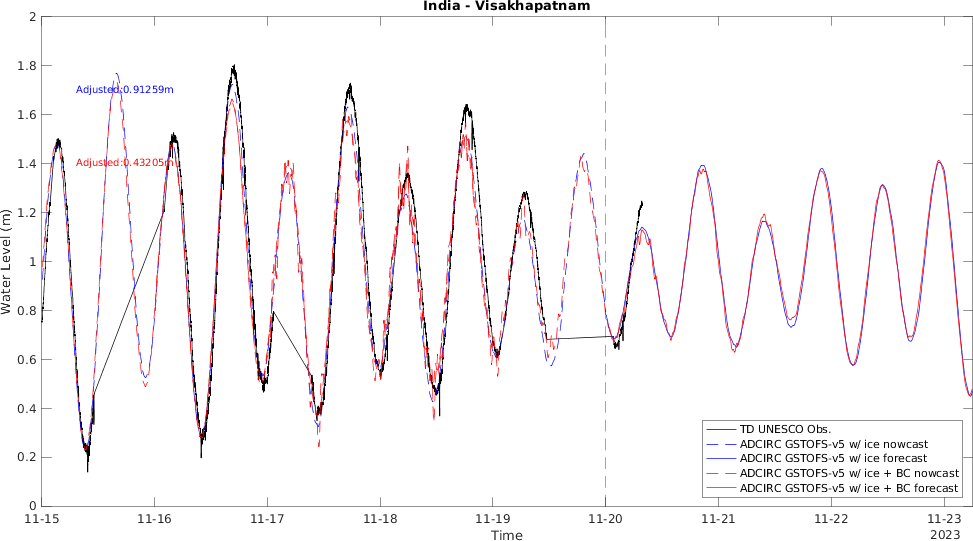 India - Visakhapatnam
2
1.8
1.6
1.4
1.2
1
0.8
0.6
0.4
0.2
0
Water Level (m)
Adjusted:0.91259m
Adjusted:0.43205m
TD UNESCO Obs.
ADCIRC GSTOFS-v5 w/ ice nowcast
ADCIRC GSTOFS-v5 w/ ice forecast
ADCIRC GSTOFS-v5 w/ ice + BC nowcast
ADCIRC GSTOFS-v5 w/ ice + BC forecast
11-15 11-16 11-17 11-18 11-19 11-20 11-21 11-22 11-23
Time 2023